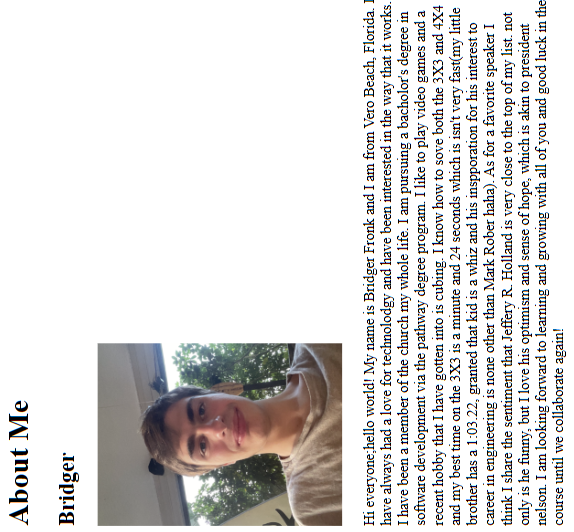 About Me
Bridger
Hi everyone;hello world! My name is Bridger Fronk and I am from Vero Beach, Florida. I
have always had a love for technolodgy and have been interested in the way that it works.
I have been a member of the church my whole life. I am pursuing a bacholor's degree in
software development via the pathway degree program. I like to play video games and a
recent hobby that I have gotten into is cubing. I know how to sove both the 3X3 and 4X4
and my best time on the 3X3 is a minute and 24 seconds which is isn't very fast(my little
brother has a 1:03.22, granted that kid is a whiz and his inspporation for his interest to
career in engineering is none other than Mark Rober haha). As for a favorite speaker I
think I share the sentiment that Jeffery R. Holland is very close to the top of my list. not
only is he funny, but I love his optimism and sense of hope, which is akin to president
nelson. I am looking forward to learning and growing with all of you and good luck in the
course until we collaborate again!